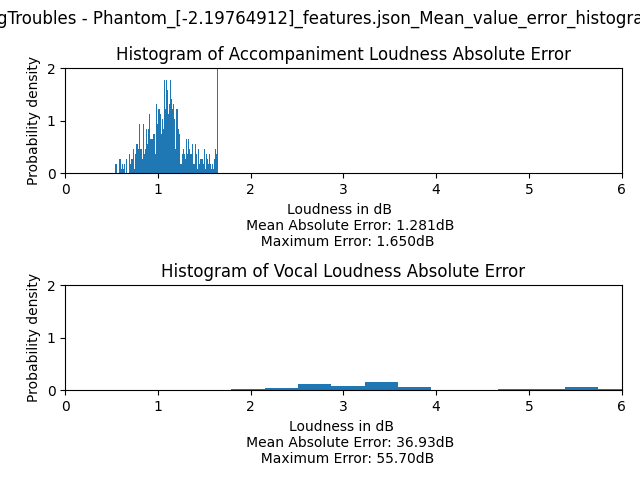 gTroubles - Phantom_[-2.19764912]_features.json_Mean_value_error_histogra
Histogram of Accompaniment Loudness Absolute Error
Probability density
2
1
0
0 1 2 3 4 5 6
Loudness in dB
Mean Absolute Error: 1.281dB
Maximum Error: 1.650dB
Histogram of Vocal Loudness Absolute Error
Probability density
2
1
0
0 1 2 3 4 5 6
Loudness in dB
Mean Absolute Error: 36.93dB
Maximum Error: 55.70dB